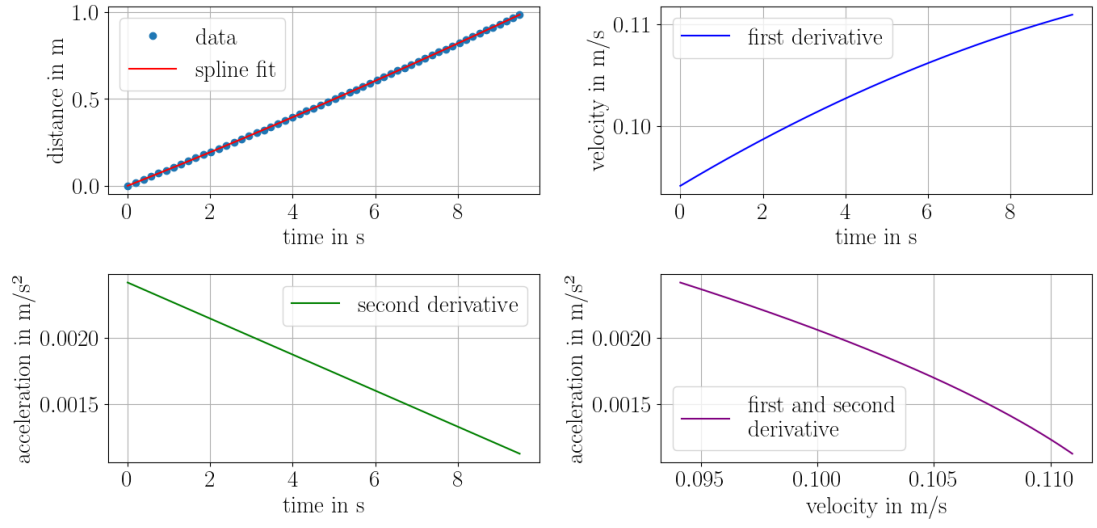 distance in m
1.0
0.5
0.0
data
spline fit
0 2 4 6 8
time in s
velocity in m/s
0.11
0.10
first derivative
0 2 4 6 8
time in s
acceleration in m/s²
0.0020
0.0015
second derivative
0 2 4 6 8
time in s
acceleration in m/s²
0.0020
0.0015
first and second
derivative
0.095 0.100 0.105 0.110
velocity in m/s